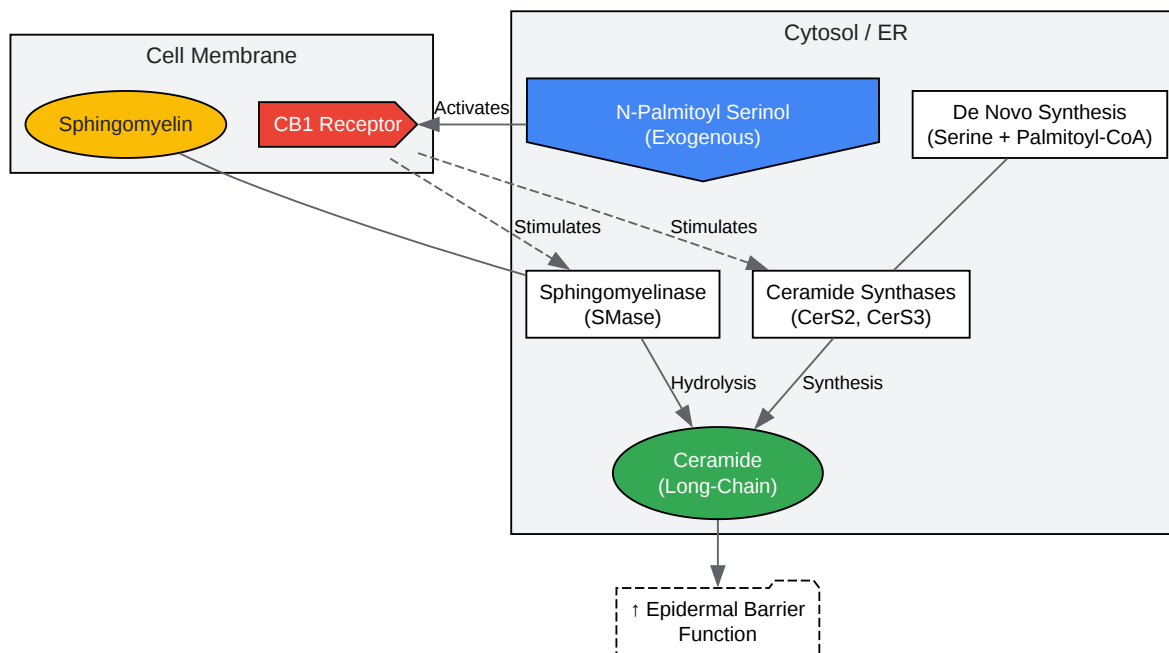 Cytosol / ER
Cell Membrane
Sphingomyelin
CB1 Receptor
Activates
N-Palmitoyl Serinol
(Exogenous)
De Novo Synthesis
(Serine + Palmitoyl-CoA)
Stimulates
Stimulates
Sphingomyelinase
(SMase)
Ceramide Synthases
(CerS2, CerS3)
Hydrolysis
Synthesis
Ceramide
(Long-Chain)
↑ Epidermal Barrier
Function